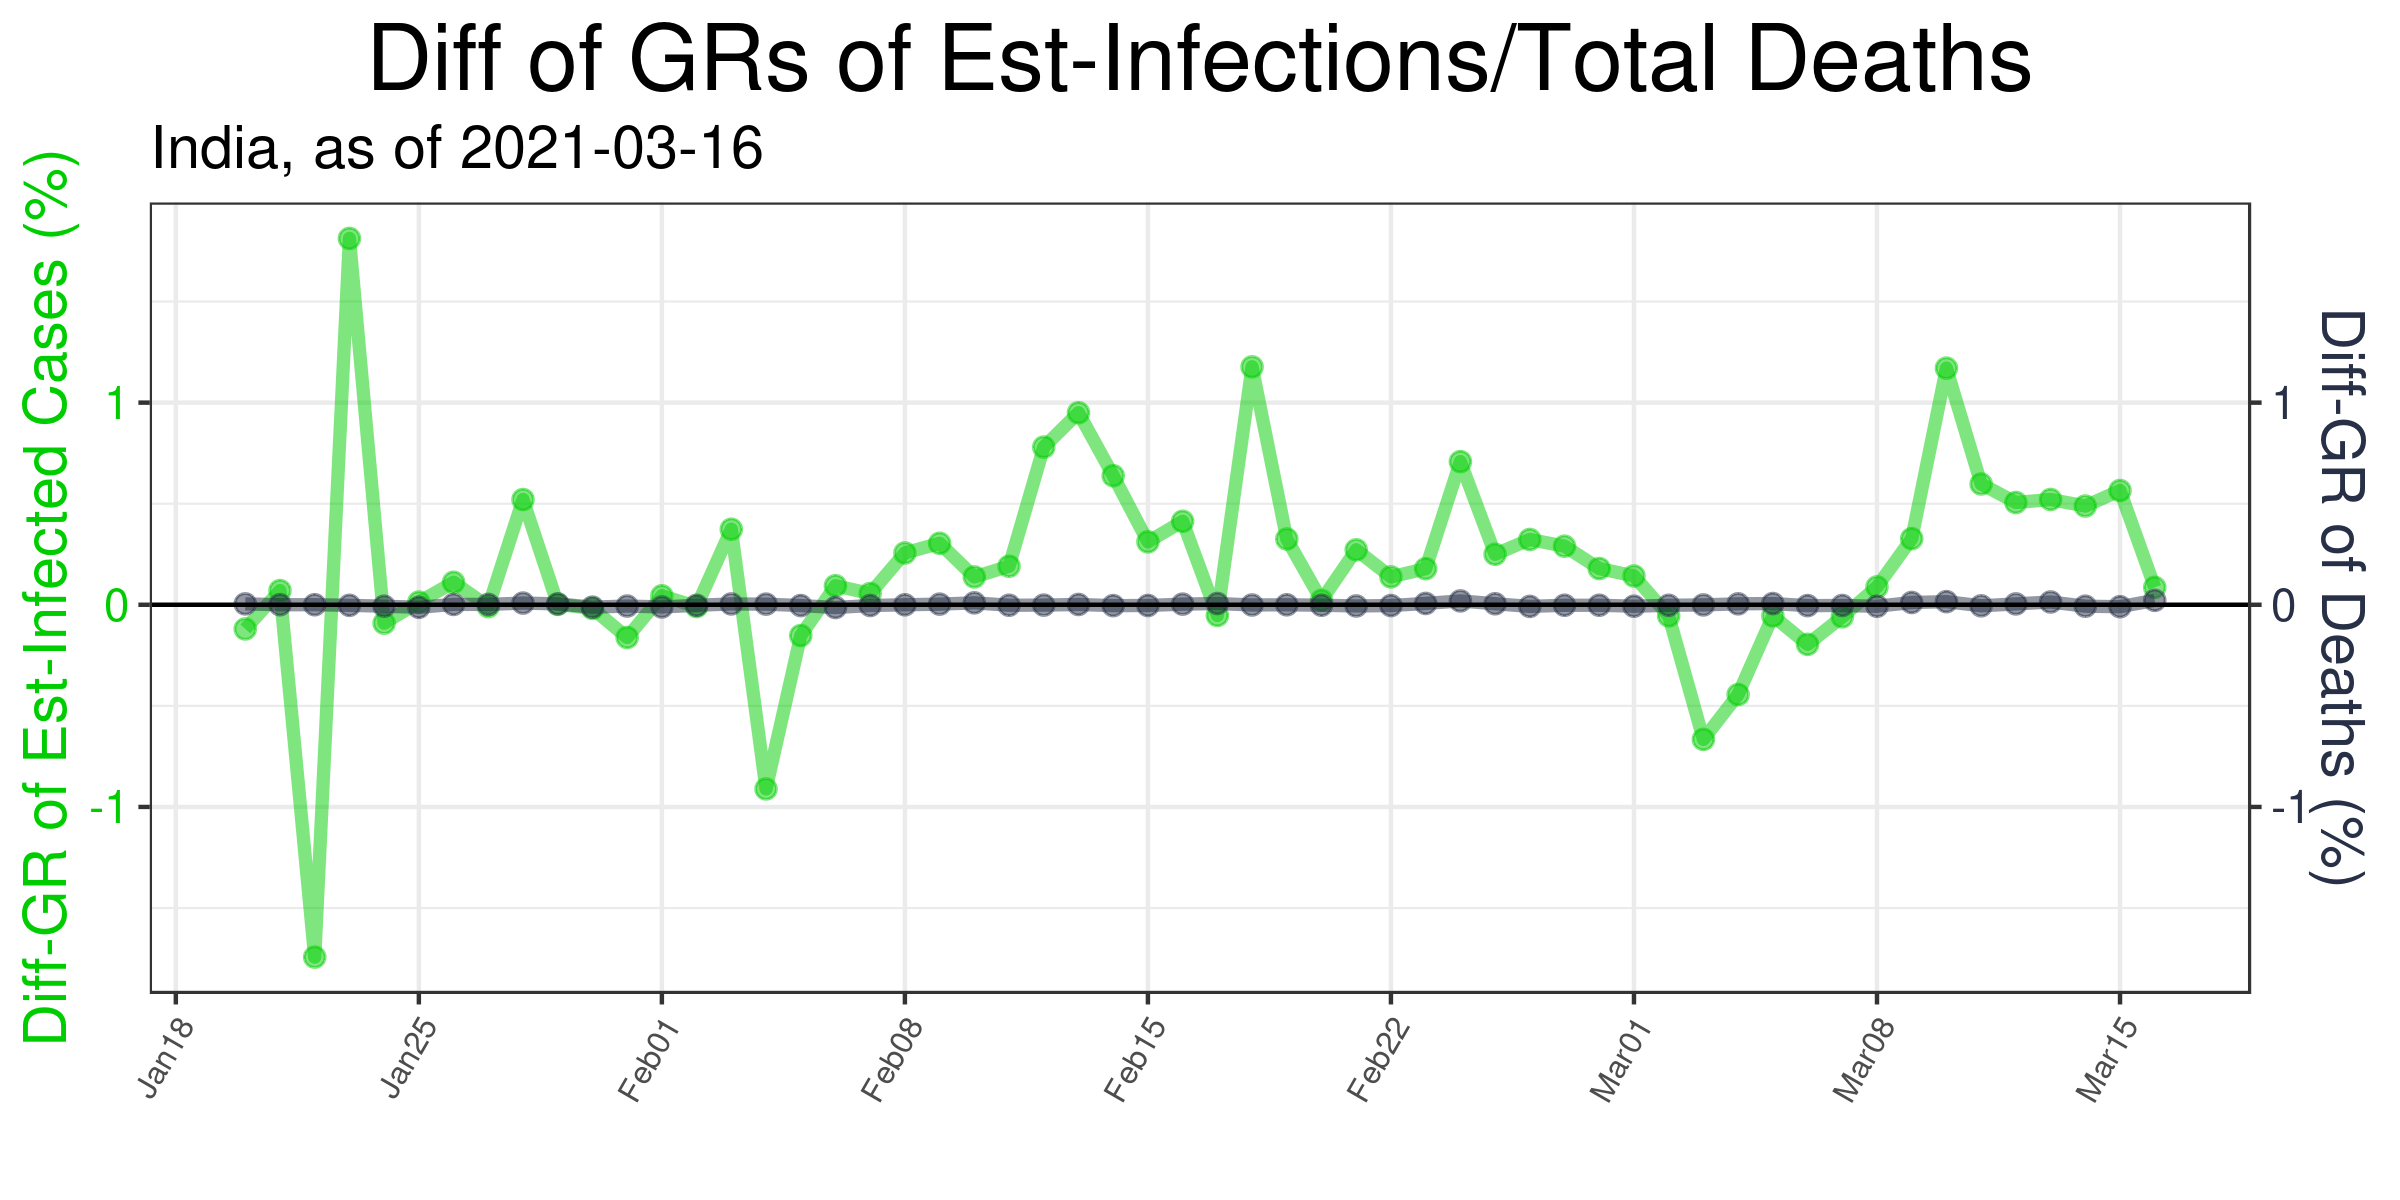 Diff of GRs of Est-Infections/Total Deaths
India, as of 2021-03-16
Diff-GR of Est-Infected Cases (%)
1
0
-1
1
0
-1
Diff-GR of Deaths (%)
Jan18
Jan25
Feb01
Feb08
Feb15
Feb22
Mar01
Mar08
Mar15